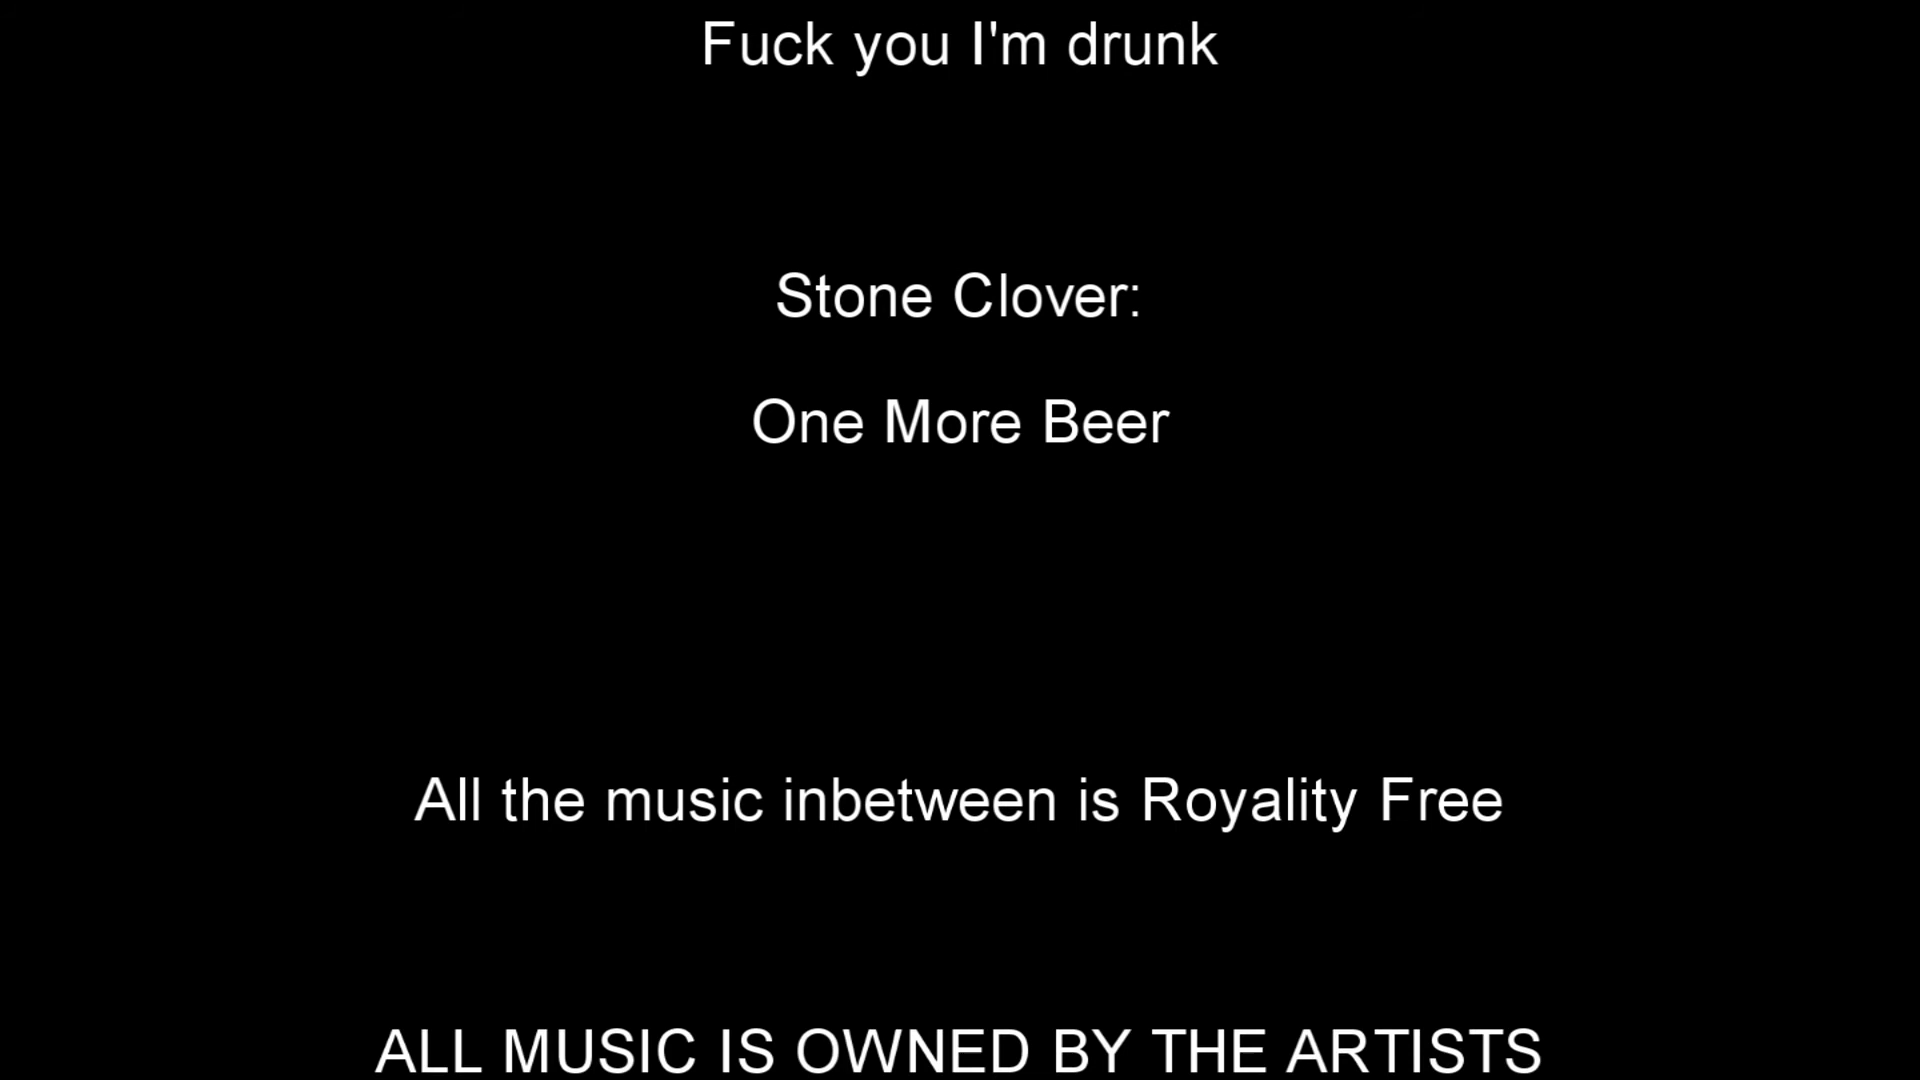 Fuck you I'm drunk
Stone Clover:
One More Beer
All the music inbetween is Royality Free
ALL MUSIC IS OWNED BY THE ARTISTS